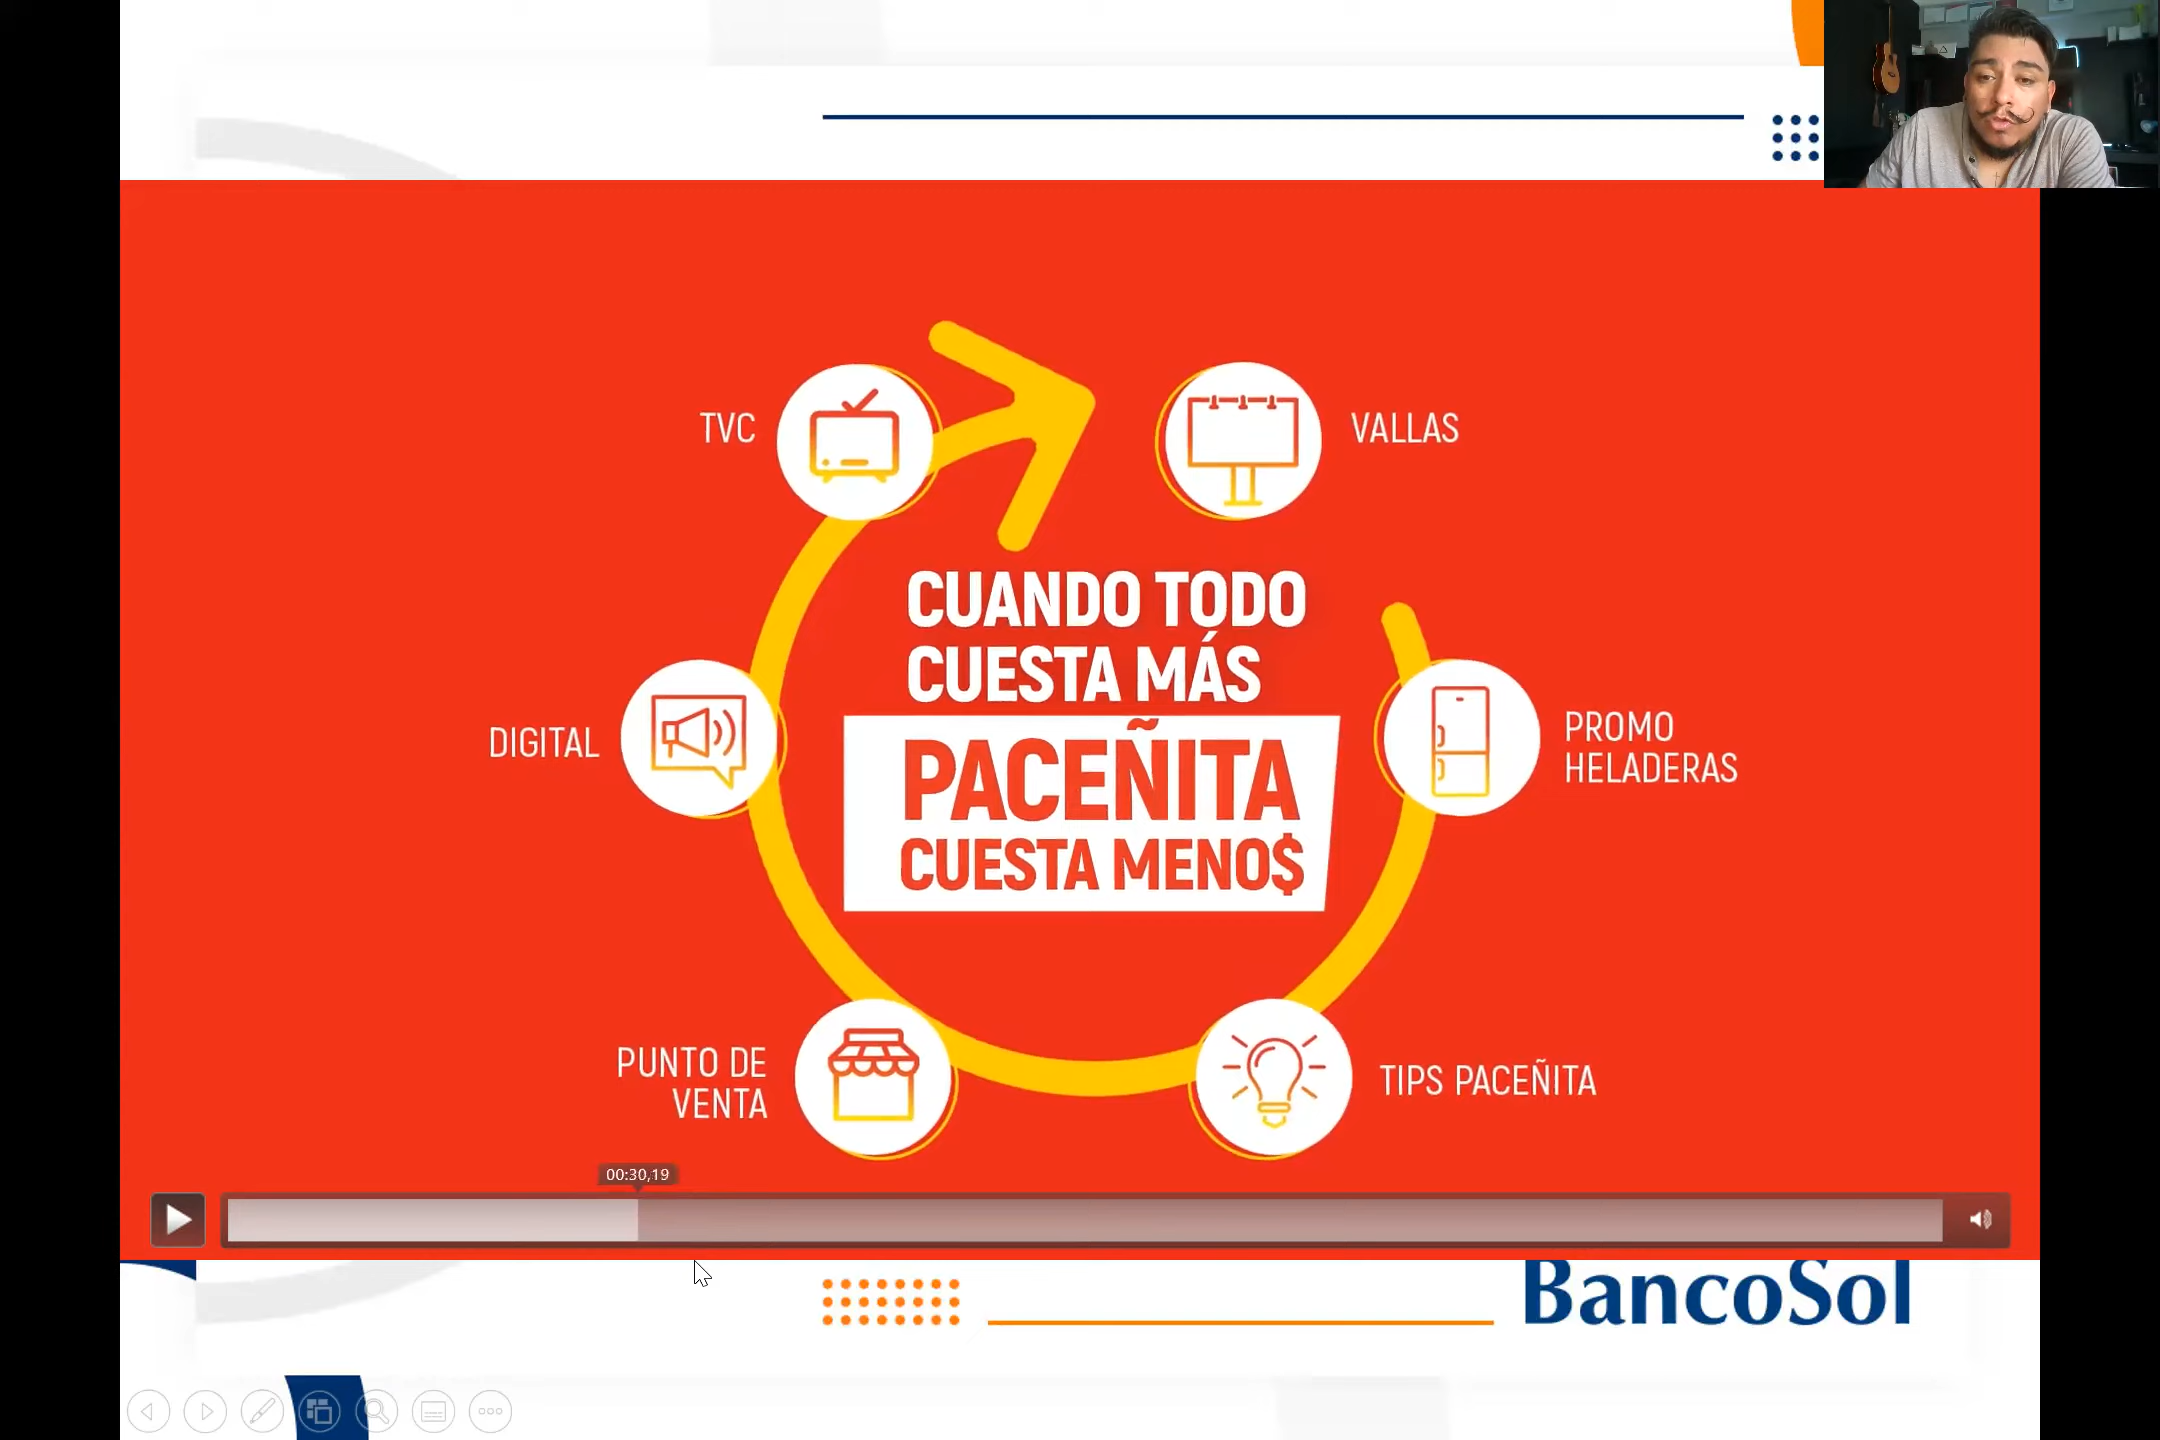 TVC
VALLAS
CUANDO TODO
CUESTA MÁS
PACEÑITA
CUESTA MENO$
DIGITAL
PROMO
HELADERAS
PUNTO DE
VENTA
TIPS PACEÑITA
00:30,19
BancoSol